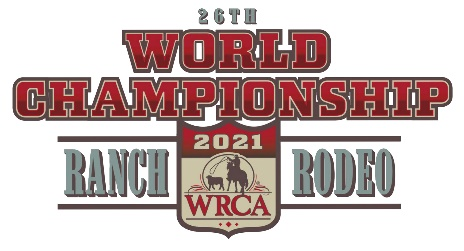 26TH
WORLD
CHAMPIONSHIP
2021
RANCH RODEO
WRCA